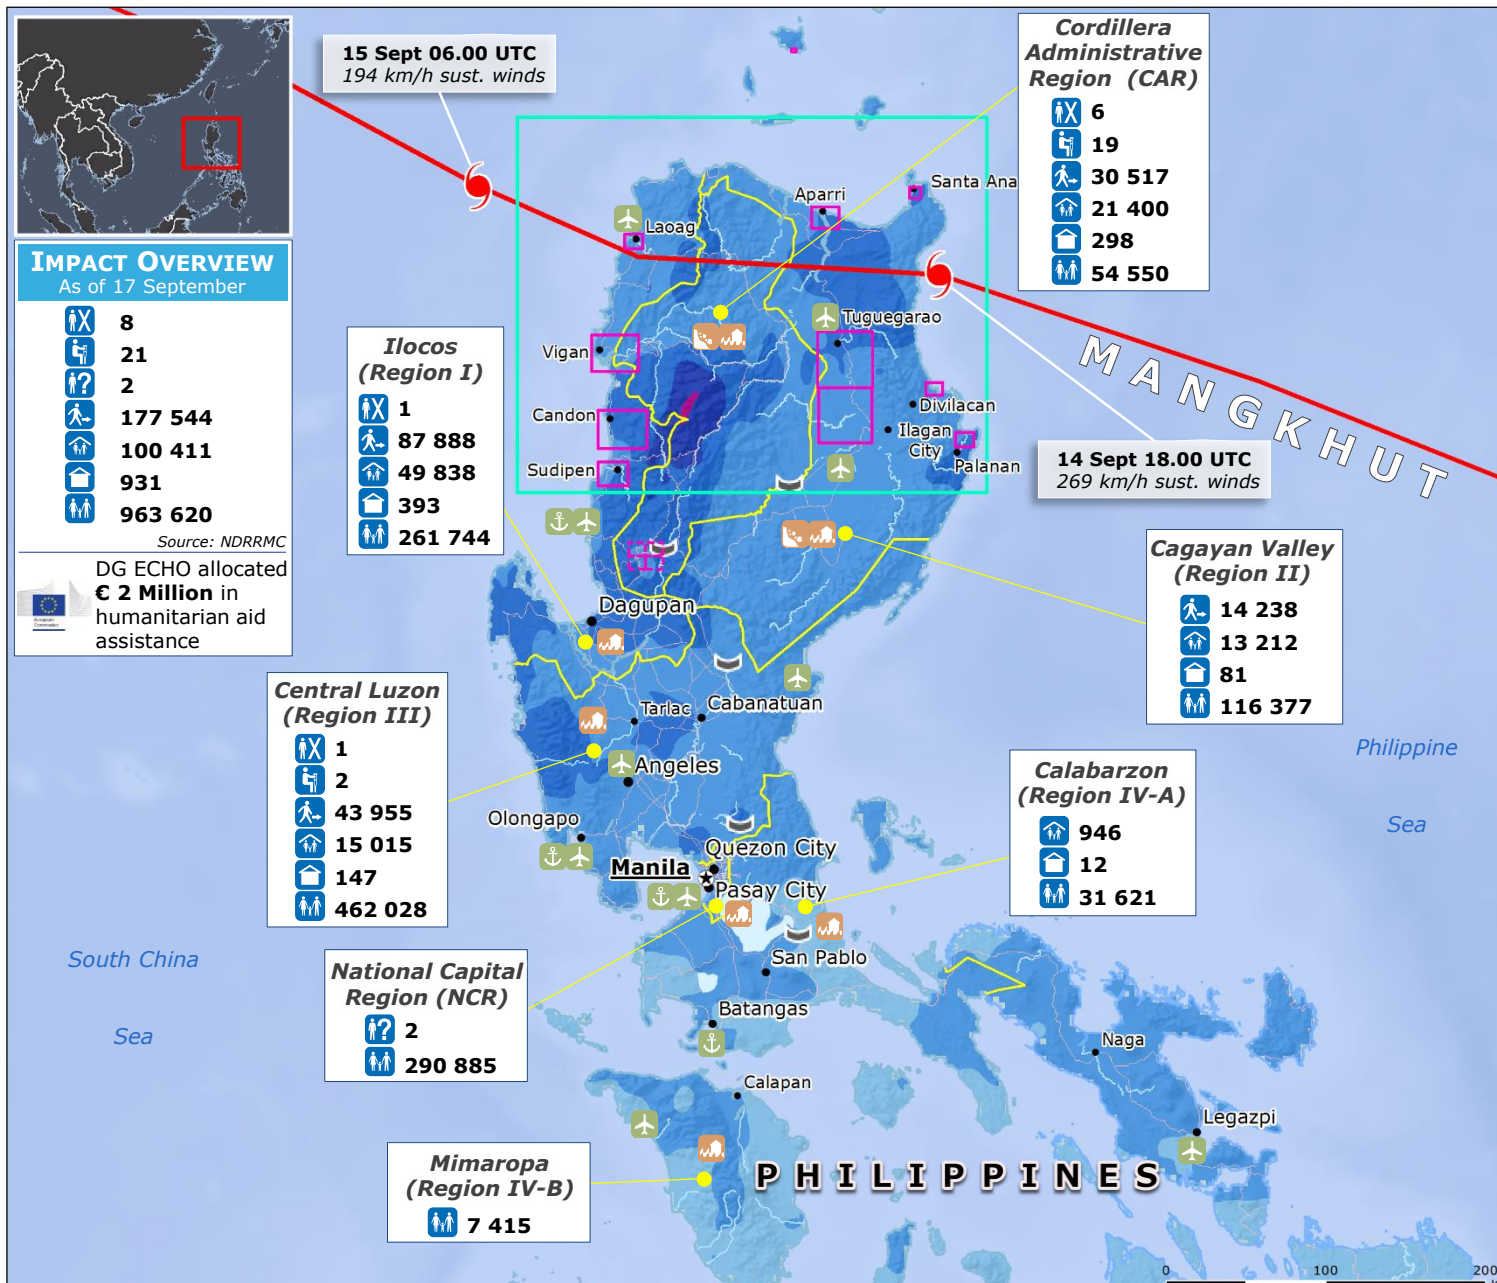 15 Sept 06.00 UTC
194 km/h sust. winds
Cordillera
Administrative
Region (CAR)
6
19
30 517
21 400
298
54 550
IMPACT OVERVIEW
As of 17 September
8
21
2
177 544
100 411
931
963 620
Source: NDRRMC
DG ECHO allocated
€ 2 Million in
humanitarian aid
assistance
Ilocos
(Region I)
1
87 888
49 838
393
261 744
Santa Ana
Aparri
Laoag
Tuguegarao
Vigan
Candon
Sudipen
Divilacan
Ilagan
City
Palanan
MANGKHUT
14 Sept 18.00 UTC
269 km/h sust. winds
Cagayan Valley
(Region II)
14 238
13 212
81
116 377
Dagupan
Central Luzon
(Region III)
1
2
43 955
15 015
147
462 028
Tarlac
Cabanatuan
Angeles
Olongapo
Quezon City
Manila
Pasay City
Philippine
Sea
Calabarzon
(Region IV-A)
946
12
31 621
South China
Sea
National Capital
Region (NCR)
2
290 885
San Pablo
Batangas
Naga
Calapan
Legazpi
Mimaropa
(Region IV-B)
7 415
PHILIPPINES
0 100 200